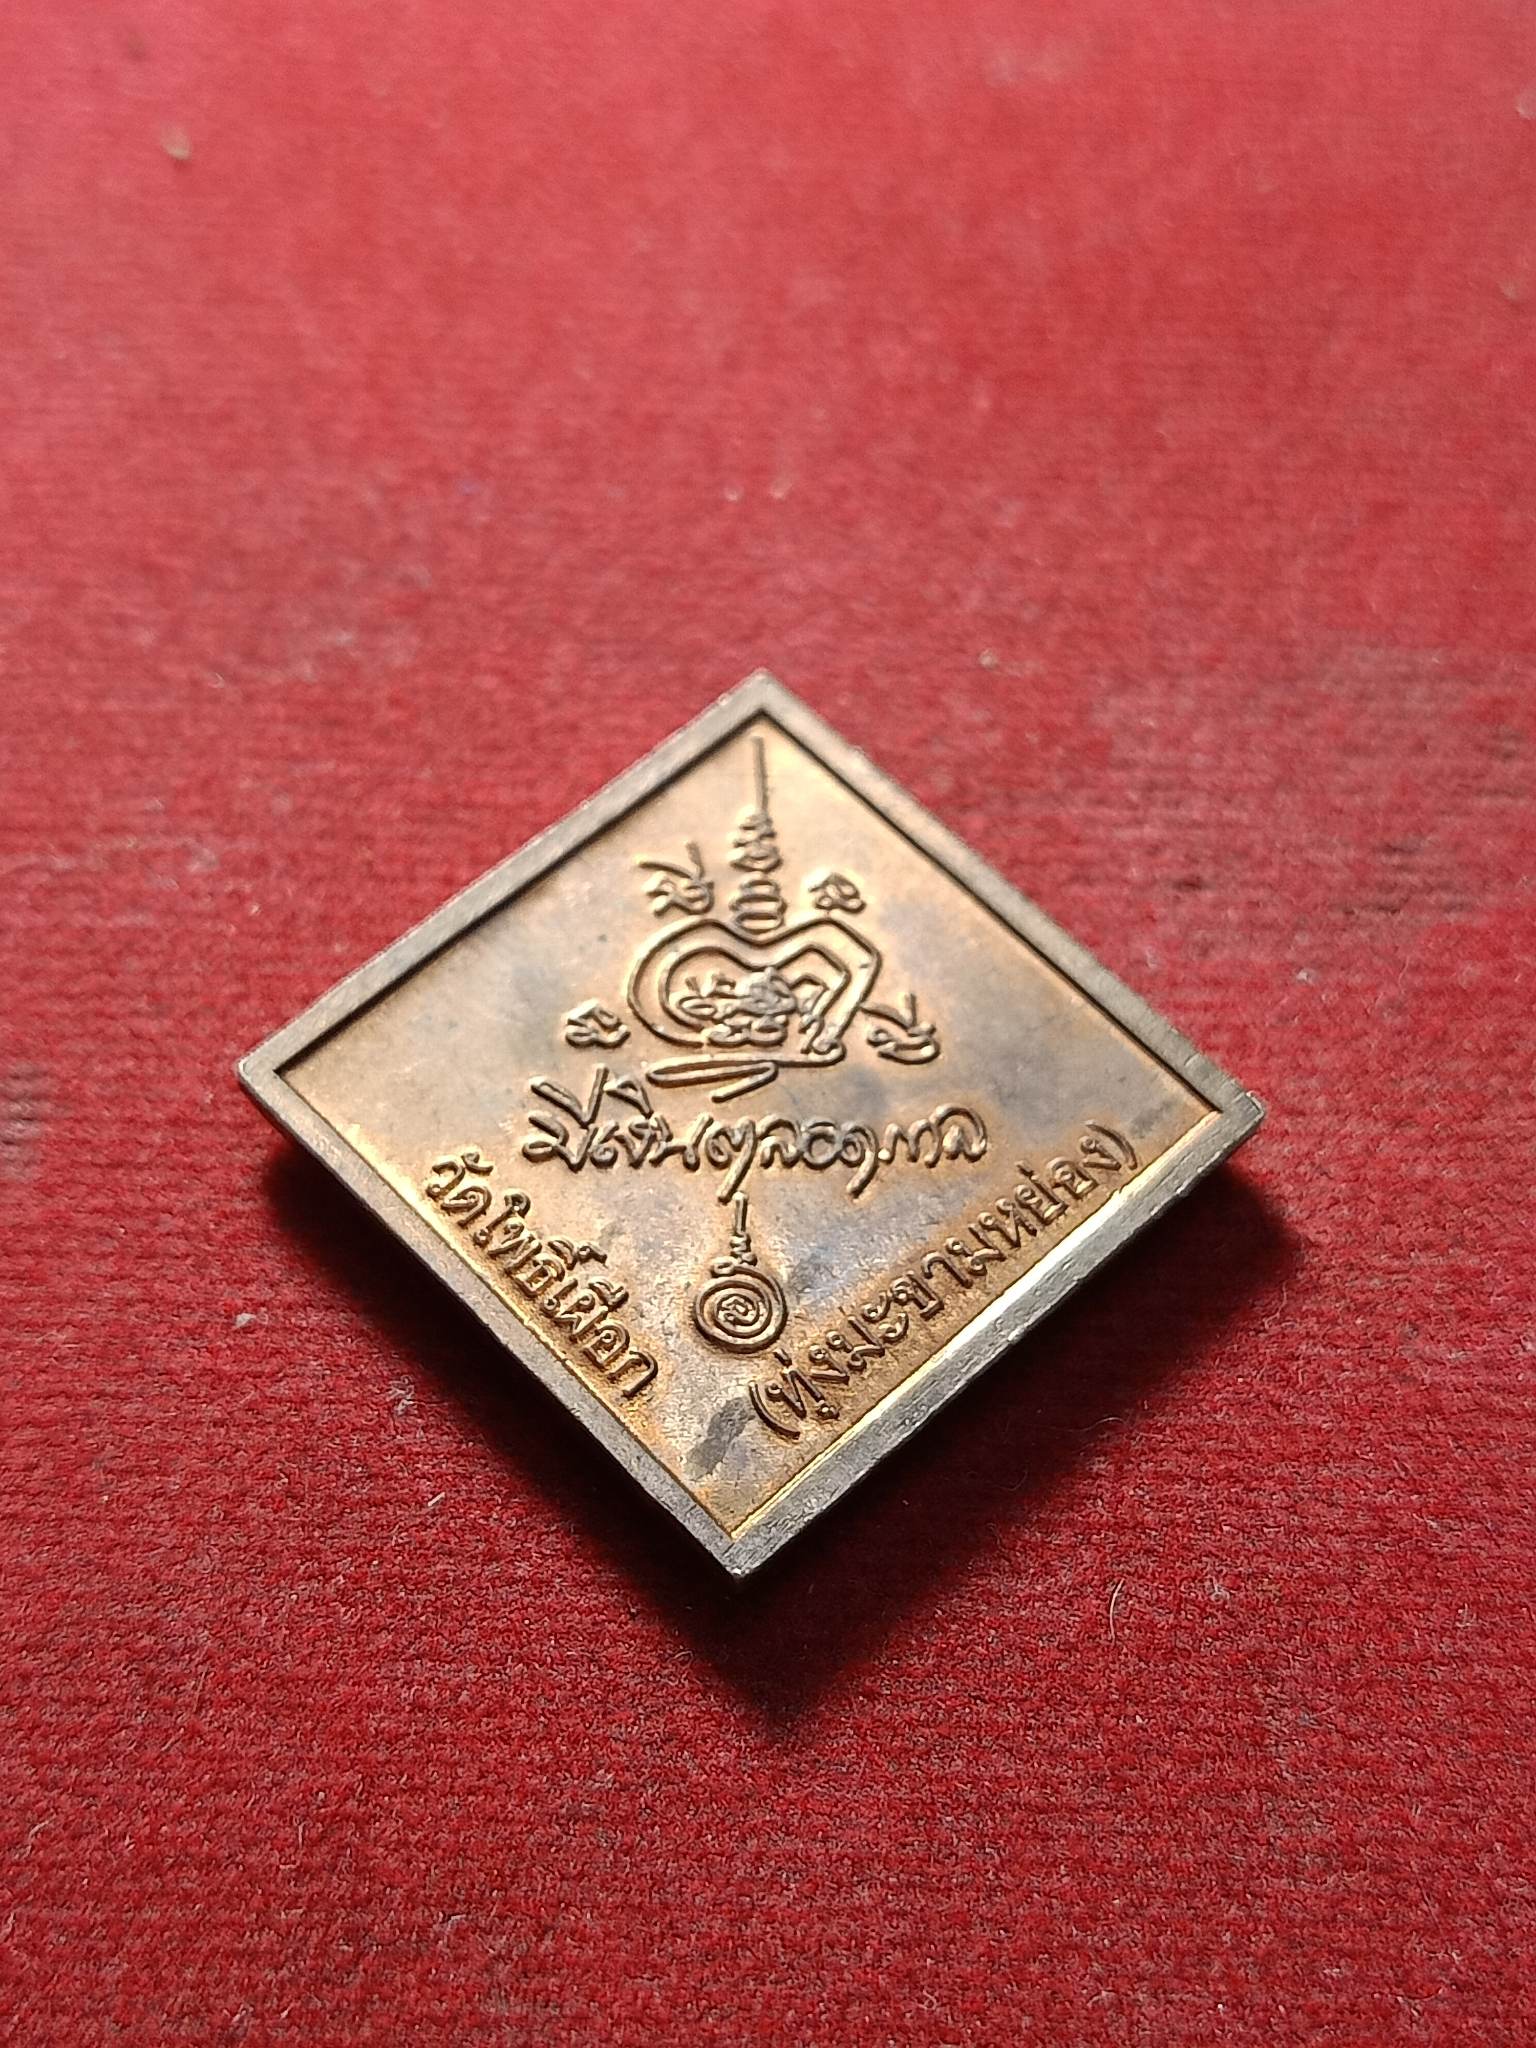 มีเงินตลอดกาล
วัดโพธิ์เผือก
(ทุ่งมะขามหย่อง)